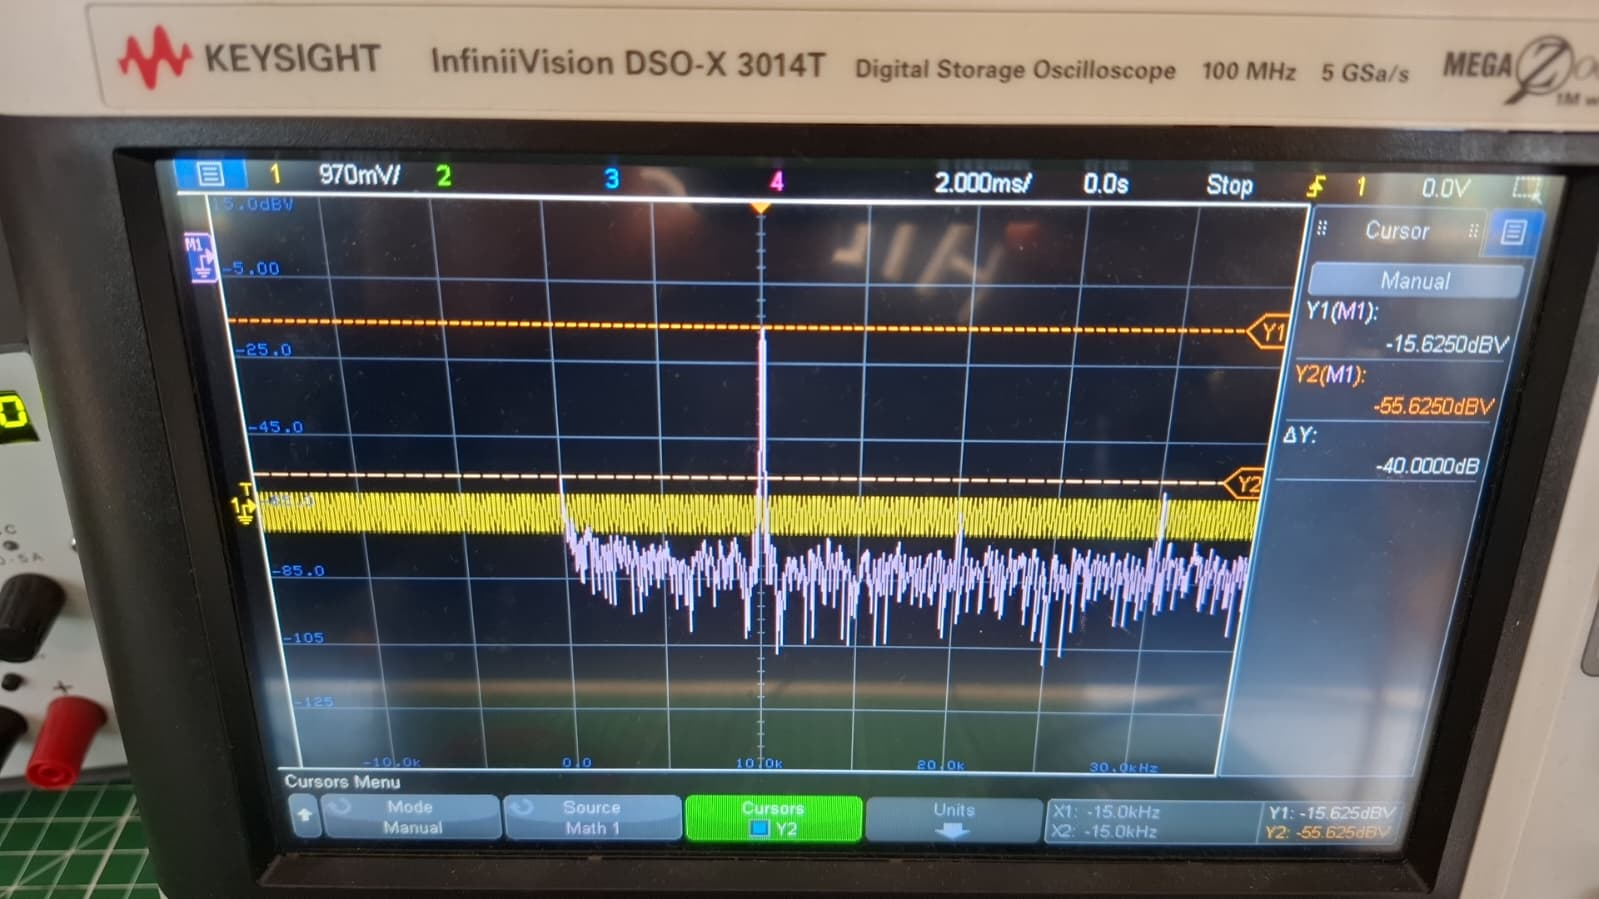 KEYSIGHT InfiniiVision DSO-X 3014T Digital Storage Oscilloscope 100 MHz 5 GSa/s MEGA
1M
1 970mV/ 2 3 4 2.000ms/ 0.0s Stop 1 0.0V
15.0dBV
M1
-5.00
-25.0
-45.0
-85.0
-105
-125
Y1
Y2
T
1
-10.0k 0.0 10.0k 20.0k 30.0kHz
Cursor
Manual
Y1(M1):
-15.6250dBV
Y2(M1):
-55.6250dBV
ΔY:
-40.0000dB
Cursors Menu
Mode
Manual
Source
Math 1
Cursors
Y2
Units
X1: -15.0kHz
X2: -15.0kHz
Y1: -15.625dBV
Y2: -55.625dBV
0